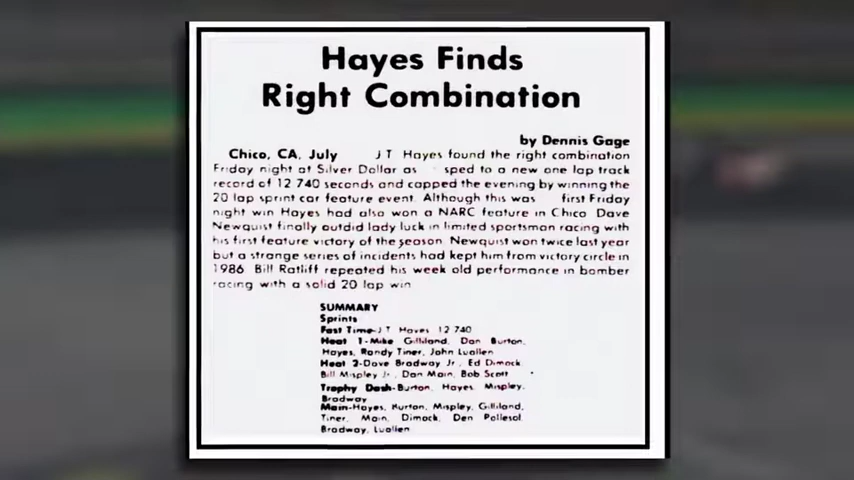 Hayes Finds
Right Combination
by Dennis Gage
Chico, CA, July J T Hayes found the right combination
Friday night at Silver Dollar as sped to a new one lap track
record of 12 740 seconds and capped the evening by winning the
20 lap sprint car feature event. Although this was first Friday
night win Hayes had also won a NARC feature in Chico Dave
Newquist finally outdid lady luck in limited sportsman racing with
his first feature victory of the season. Newquist won twice last year
but a strange series of incidents had kept him from victory circle in
1986 Bill Ratliff repeated his week old performance in bomber
racing with a solid 20 lap win
SUMMARY
Sprints
Fast Time-J T Hayes 12 740
Heat 1-Mike Gilliland, Dan Burton,
Hayes, Randy Tiner, John Luallen
Heat 2-Dave Bradway Jr, Ed Dimock
Bill Mispley Jr, Dan Main, Bob Scott
Trophy Dash-Burton, Hayes, Mispley,
Bradway
Main-Hayes, Burton, Mispley, Gilliland,
Tiner, Main, Dimock, Den Pollesol
Bradway, Luallen